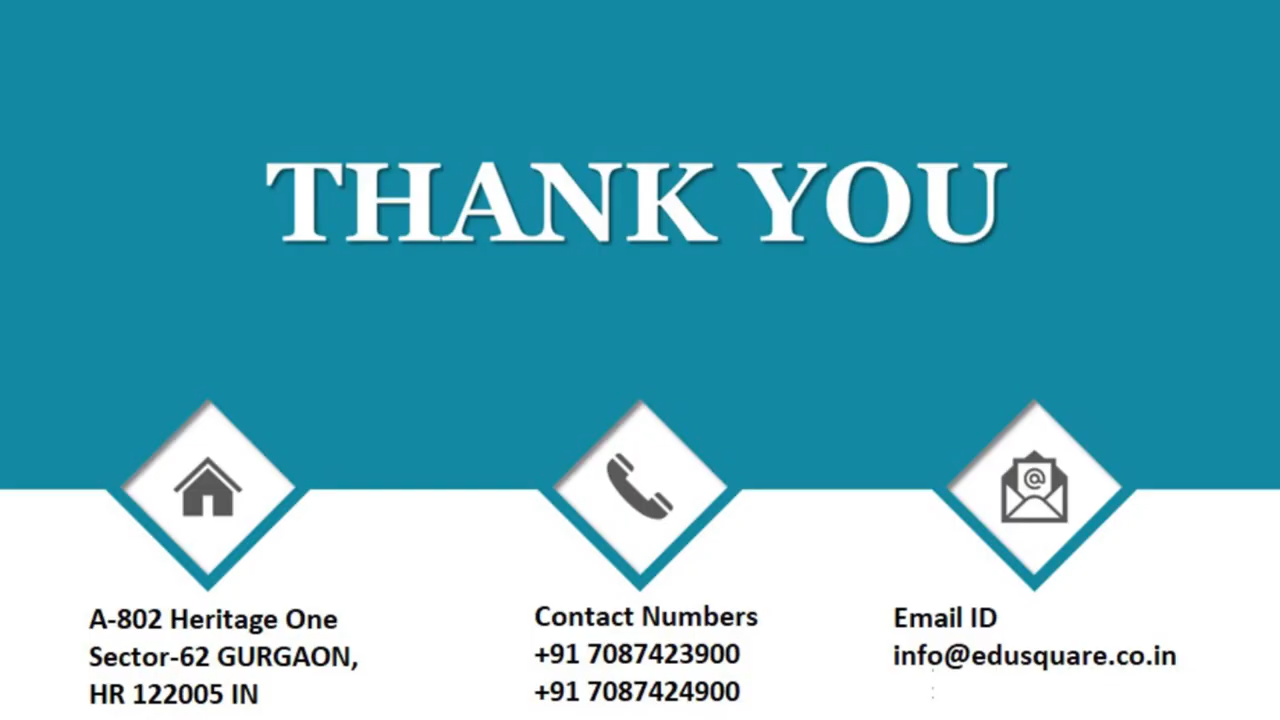 THANK YOU
A-802 Heritage One
Sector-62 GURGAON,
HR 122005 IN
Contact Numbers
+91 7087423900
+91 7087424900
Email ID
info@edusquare.co.in